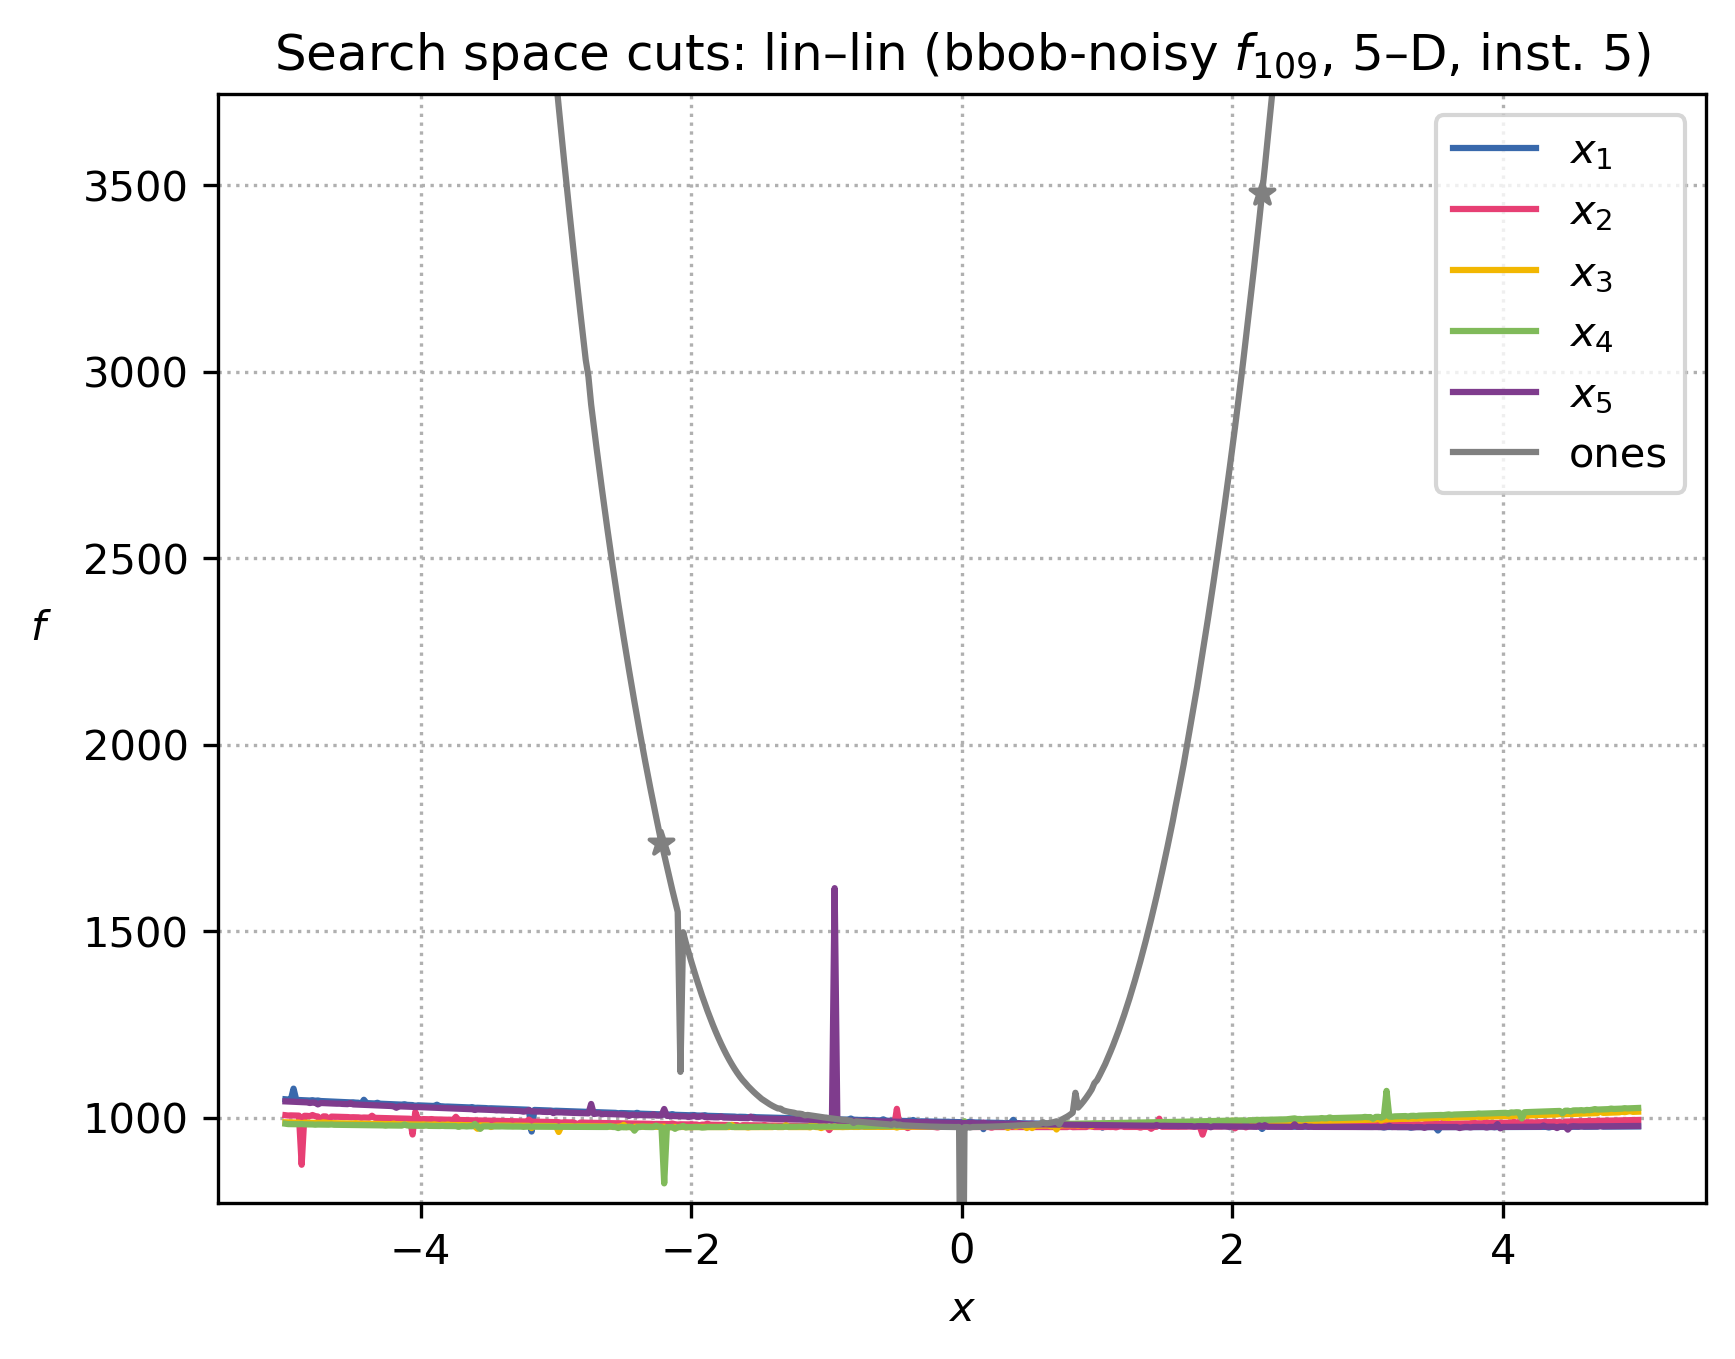 Search space cuts: lin–lin (bbob-noisy f₁₀₉, 5–D, inst. 5)
x₁
x₂
x₃
x₄
x₅
ones
3500
3000
2500
2000
1500
1000
f
−4 −2 0 2 4
x